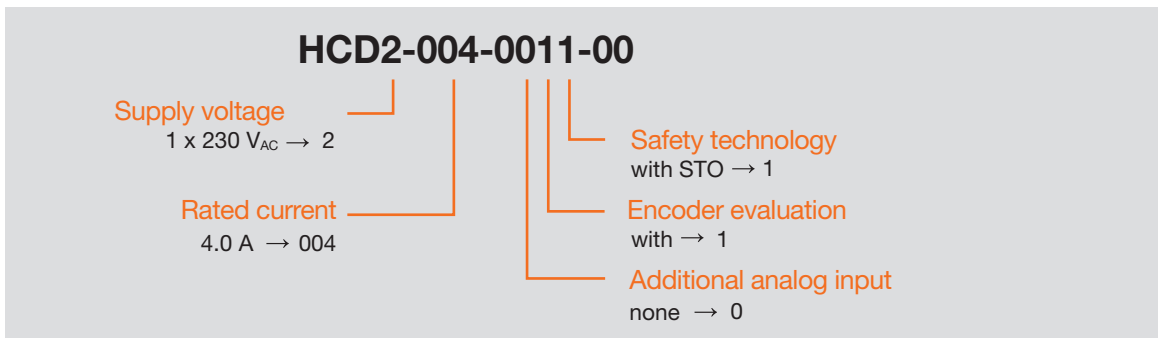 HCD2-004-0011-00
Supply voltage
1 x 230 VAC → 2
Rated current
4.0 A → 004
Safety technology
with STO → 1
Encoder evaluation
with → 1
Additional analog input
none → 0